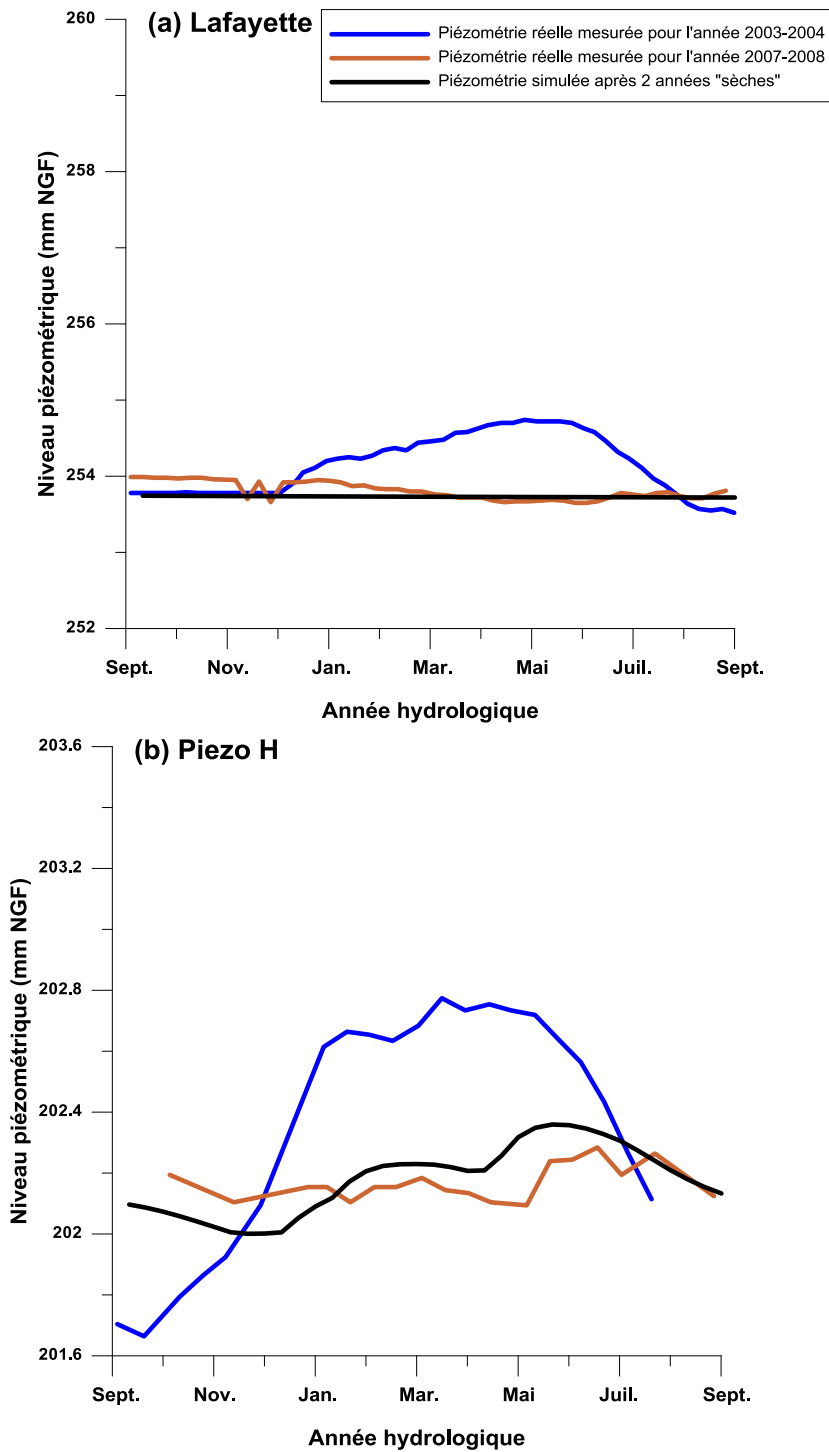 (a) Lafayette
Piézométrie réelle mesurée pour l'année 2003-2004
Piézométrie réelle mesurée pour l'année 2007-2008
Piézométrie simulée après 2 années "sèches"
Niveau piézométrique (mm NGF)
260
258
256
254
252
Sept. Nov. Jan. Mar. Mai Juil. Sept.
Année hydrologique
(b) Piezo H
Niveau piézométrique (mm NGF)
203.6
203.2
202.8
202.4
202
201.6
Sept. Nov. Jan. Mar. Mai Juil. Sept.
Année hydrologique